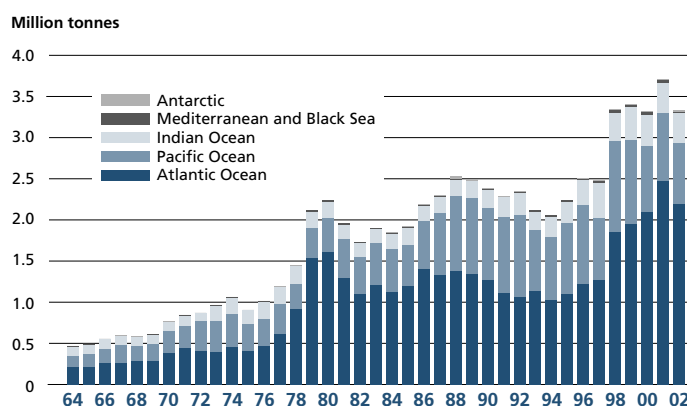 Million tonnes
4.0
3.5
3.0
2.5
2.0
1.5
1.0
0.5
0
Antarctic
Mediterranean and Black Sea
Indian Ocean
Pacific Ocean
Atlantic Ocean
64 66 68 70 72 74 76 78 80 82 84 86 88 90 92 94 96 98 00 02